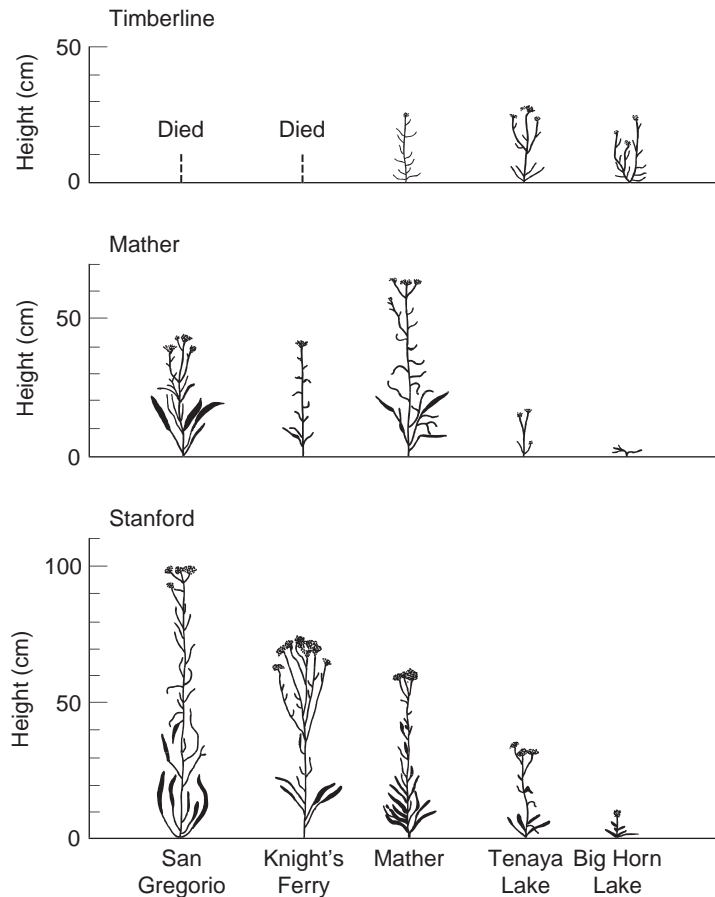 Timberline
Height (cm)
50
0
Died
Died
Mather
Height (cm)
50
0
Stanford
Height (cm)
100
50
0
San Gregorio
Knight's Ferry
Mather
Tenaya Lake
Big Horn Lake